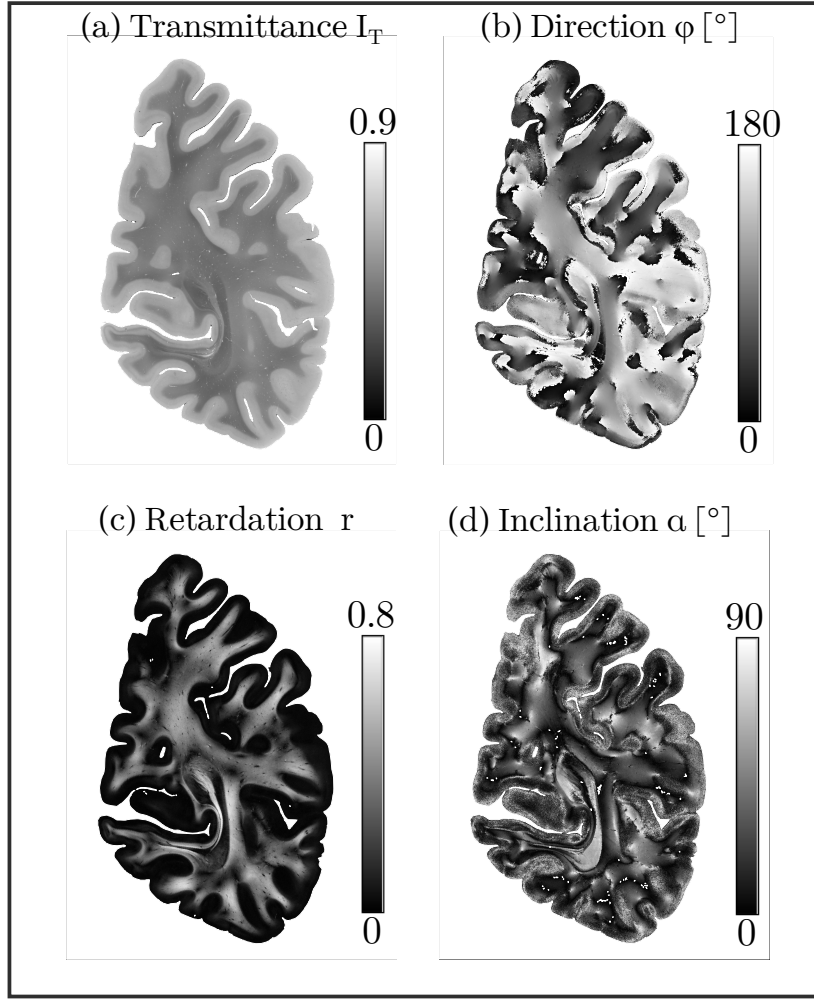 (a) Transmittance I_T
(b) Direction φ [°]
0.9
0
180
0
(c) Retardation r
(d) Inclination α [°]
0.8
0
90
0